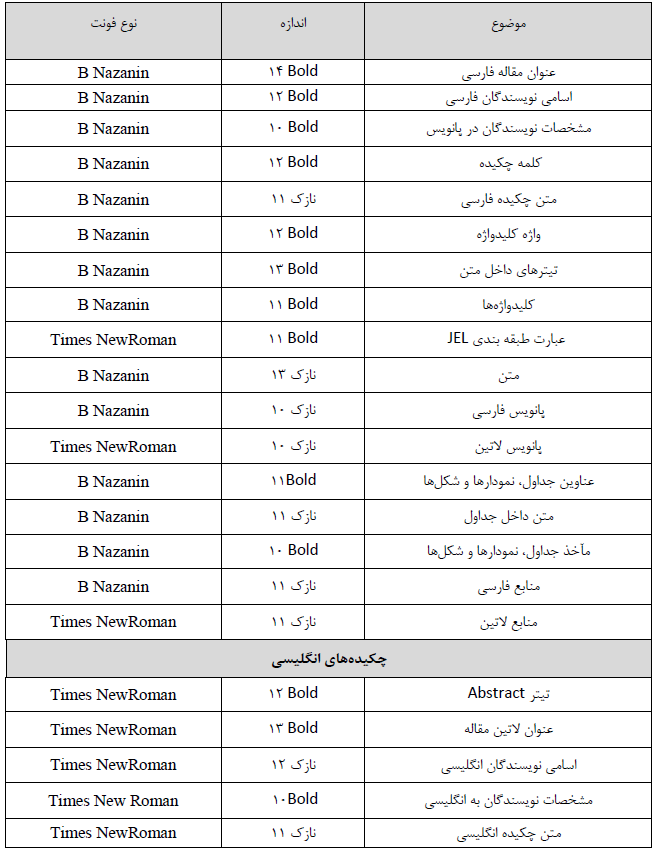 موضوع اندازه نوع فونت
عنوان مقاله فارسی ۱۴ Bold B Nazanin
اسامی نویسندگان فارسی ۱۲ Bold B Nazanin
مشخصات نویسندگان در پانویس ۱۰ Bold B Nazanin
کلمه چکیده ۱۲ Bold B Nazanin
متن چکیده فارسی نازک ۱۱ B Nazanin
واژه کلیدواژه ۱۲ Bold B Nazanin
تیترهای داخل متن ۱۳ Bold B Nazanin
کلیدواژه‌ها ۱۱ Bold B Nazanin
عبارت طبقه بندی JEL ۱۱ Bold Times NewRoman
متن نازک ۱۳ B Nazanin
پانویس فارسی نازک ۱۰ B Nazanin
پانویس لاتین نازک ۱۰ Times NewRoman
عناوین جداول، نمودارها و شکل‌ها ۱۱Bold B Nazanin
متن داخل جداول نازک ۱۱ B Nazanin
مآخذ جداول، نمودارها و شکل‌ها ۱۰ Bold B Nazanin
منابع فارسی نازک ۱۱ B Nazanin
منابع لاتین نازک ۱۱ Times NewRoman
چکیده‌های انگلیسی
تیتر Abstract ۱۲ Bold Times NewRoman
عنوان لاتین مقاله ۱۳ Bold Times NewRoman
اسامی نویسندگان انگلیسی نازک ۱۲ Times NewRoman
مشخصات نویسندگان به انگلیسی ۱۰Bold Times New Roman
متن چکیده انگلیسی نازک ۱۱ Times NewRoman